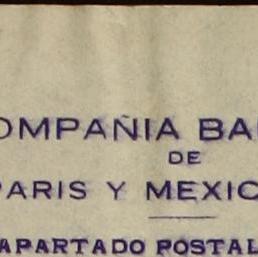 OMPAÑIA BA
DE
PARIS Y MEXIC
APARTADO POSTAL